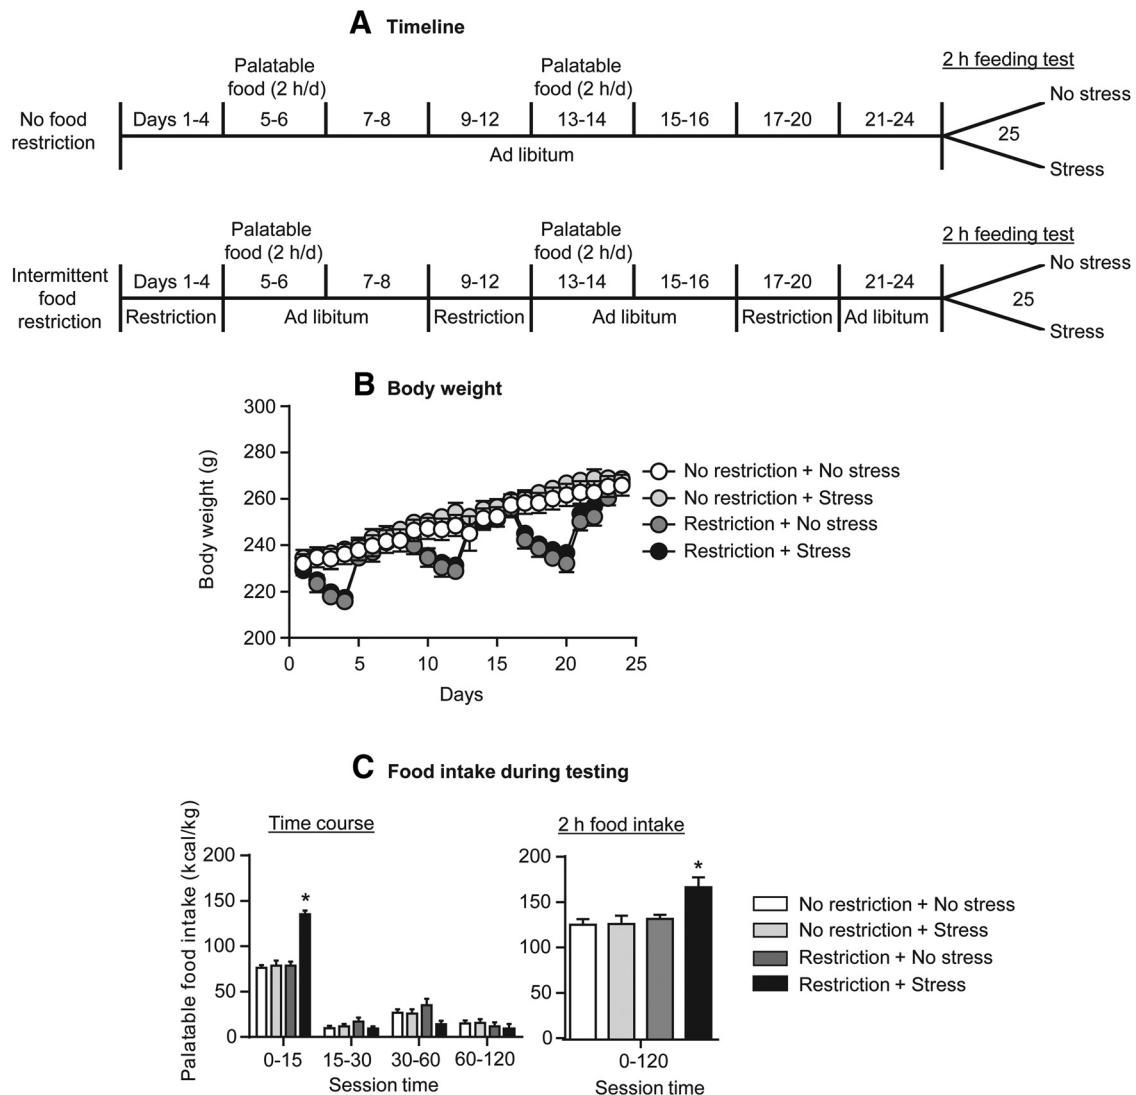 A Timeline
2 h feeding test
Palatable
food (2 h/d)
Palatable
food (2 h/d)
No stress
No food
restriction
Days 1-4 5-6 7-8 9-12 13-14 15-16 17-20 21-24
25
Ad libitum
Stress
2 h feeding test
Palatable
food (2 h/d)
Palatable
food (2 h/d)
No stress
Intermittent
food
restriction
Days 1-4 5-6 7-8 9-12 13-14 15-16 17-20 21-24
25
Restriction Ad libitum Restriction Ad libitum Restriction Ad libitum
Stress
B Body weight
Body weight (g)
300
280
260
240
220
200
0 5 10 15 20 25
Days
No restriction + No stress
No restriction + Stress
Restriction + No stress
Restriction + Stress
C Food intake during testing
Time course
Palatable food intake (kcal/kg)
200
150
100
50
0
*
0-15 15-30 30-60 60-120
Session time
2 h food intake
200
150
100
50
0
*
0-120
Session time
No restriction + No stress
No restriction + Stress
Restriction + No stress
Restriction + Stress